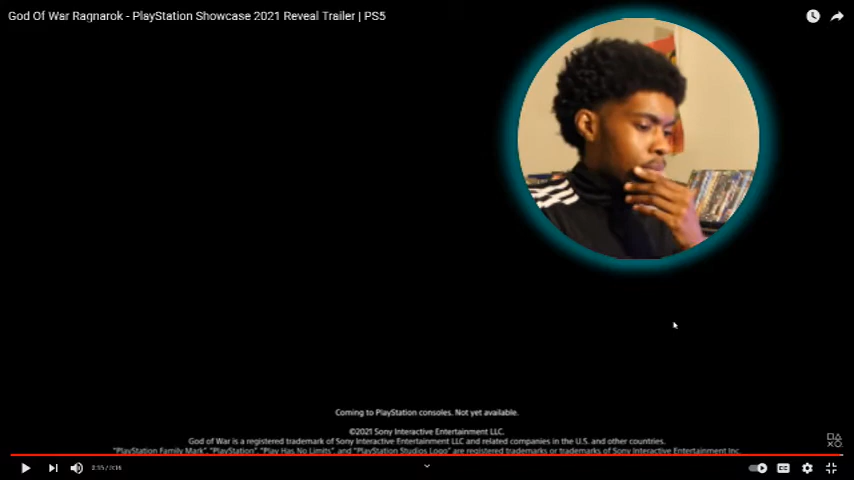 God Of War Ragnarok - PlayStation Showcase 2021 Reveal Trailer | PS5
Coming to PlayStation consoles. Not yet available.
©2021 Sony Interactive Entertainment LLC.
God of War is a registered trademark of Sony Interactive Entertainment LLC and related companies in the U.S. and other countries.
"PlayStation Family Mark", "PlayStation", "Play Has No Limits", and "PlayStation Studios Logo" are registered trademarks or trademarks of Sony Interactive Entertainment Inc.
CC